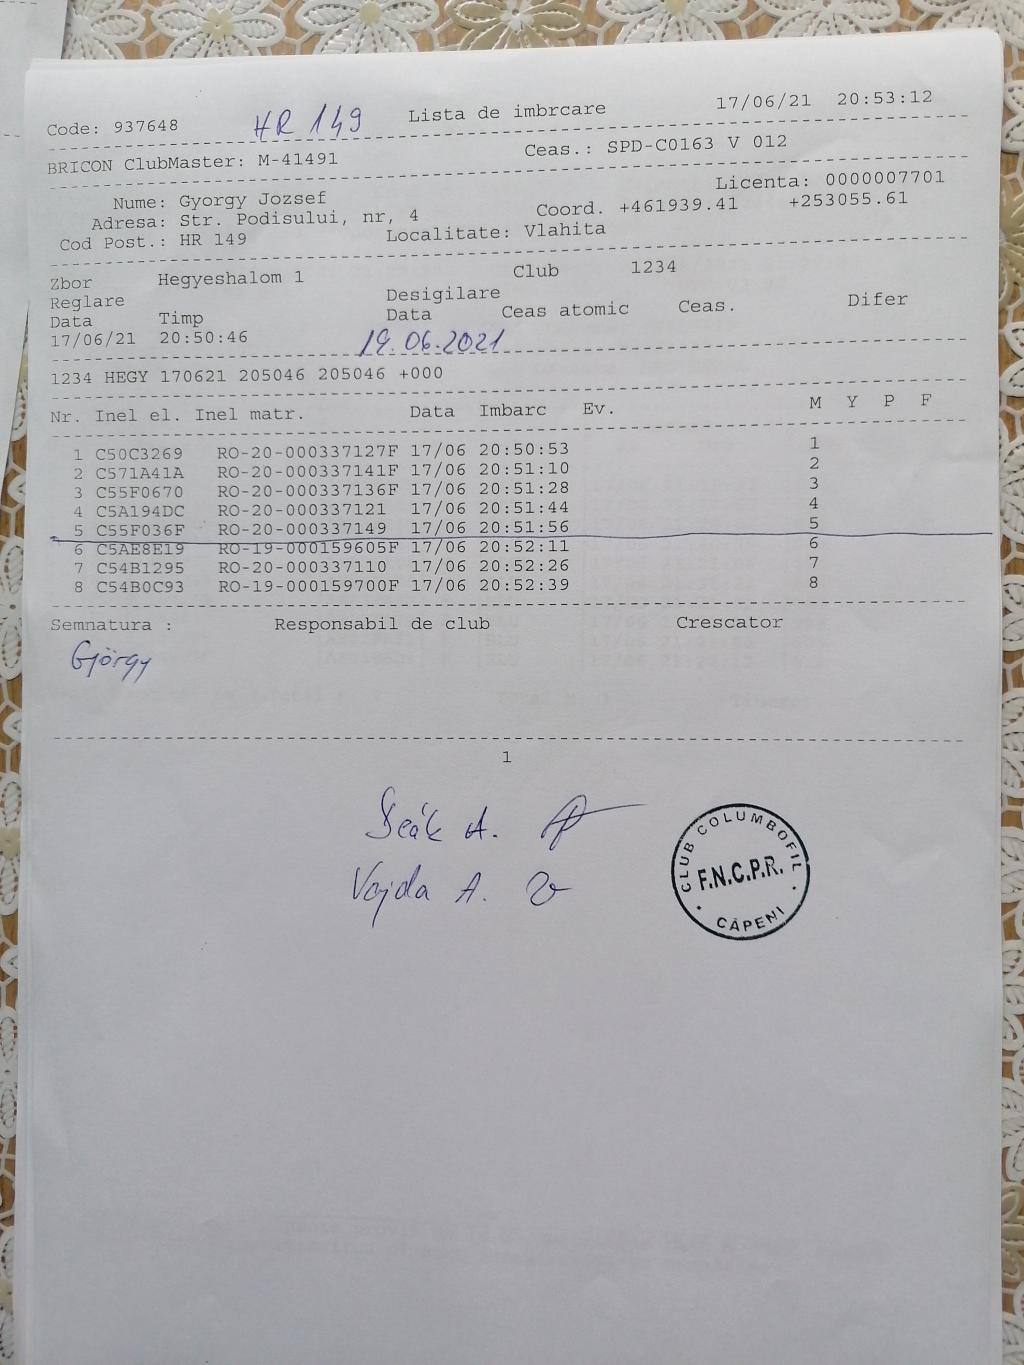 Code: 937648 HR 149 Lista de imbrcare 17/06/21 20:53:12
BRICON ClubMaster: M-41491 Ceas.: SPD-C0163 V 012
Licenta: 0000007701
Nume: Gyorgy Jozsef
Adresa: Str. Podisului, nr, 4 Coord. +461939.41 +253055.61
Cod Post.: HR 149 Localitate: Vlahita
Zbor Hegyeshalom 1 Club 1234
Reglare Desigilare
Data Timp Data Ceas atomic Ceas. Difer
17/06/21 20:50:46 19.06.2021
1234 HEGY 170621 205046 205046 +000
Nr. Inel el. Inel matr. Data Imbarc Ev. M Y P F
1 C50C3269 RO-20-000337127F 17/06 20:50:53 1
2 C571A41A RO-20-000337141F 17/06 20:51:10 2
3 C55F0670 RO-20-000337136F 17/06 20:51:28 3
4 C5A194DC RO-20-000337121 17/06 20:51:44 4
5 C55F036F RO-20-000337149 17/06 20:51:56 5
6 C5AE8E19 RO-19-000159605F 17/06 20:52:11 6
7 C54B1295 RO-20-000337110 17/06 20:52:26 7
8 C54B0C93 RO-19-000159700F 17/06 20:52:39 8
Semnatura : Responsabil de club Crescator
György
1
Deák A.
Vajda A.
CLUB COLUMBOFIL
F.N.C.P.R.
CĂPENI